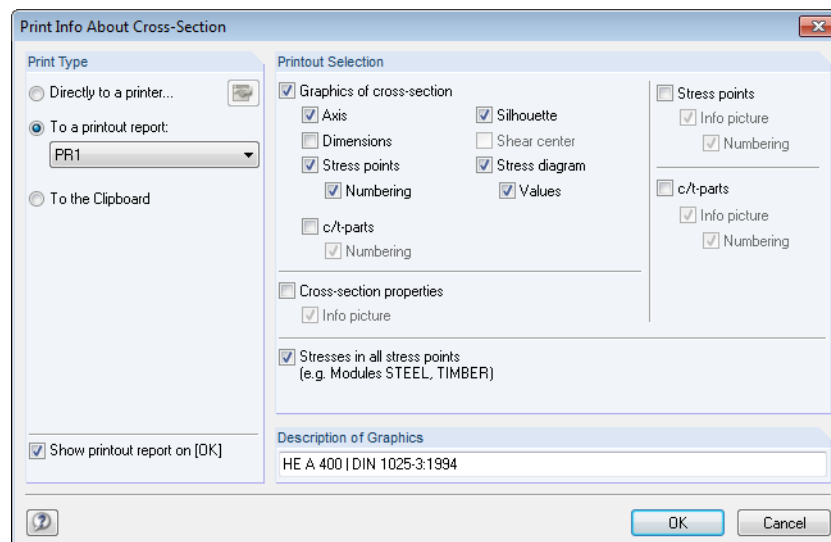 Print Info About Cross-Section
Print Type
Directly to a printer...
To a printout report:
PR1
To the Clipboard
Show printout report on [OK]
Printout Selection
Graphics of cross-section
Axis
Silhouette
Dimensions
Shear center
Stress points
Stress diagram
Numbering
Values
c/t-parts
Numbering
Cross-section properties
Info picture
Stresses in all stress points
(e.g. Modules STEEL, TIMBER)
Stress points
Info picture
Numbering
c/t-parts
Info picture
Numbering
Description of Graphics
HE A 400 | DIN 1025-3:1994
OK
Cancel